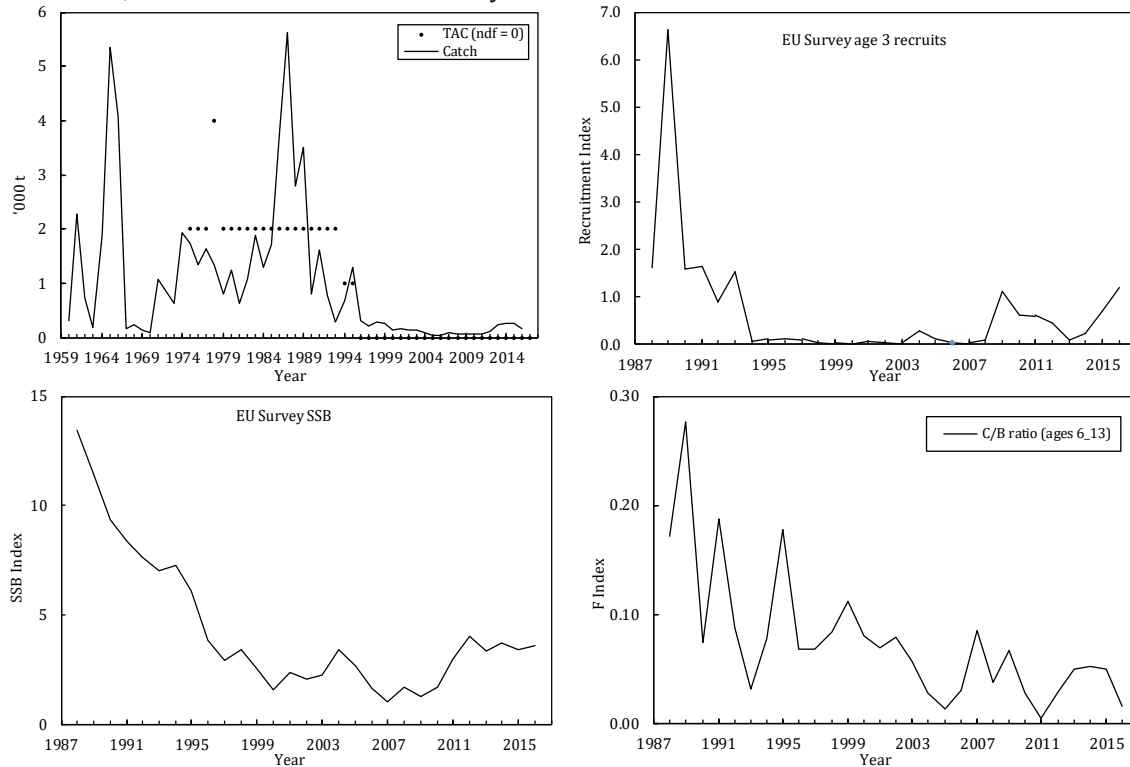 6
5
4
3
2
1
0
'000 t
TAC (ndf = 0)
Catch
1959 1964 1969 1974 1979 1984 1989 1994 1999 2004 2009 2014
Year
7.0
6.0
5.0
4.0
3.0
2.0
1.0
0.0
Recruitment Index
EU Survey age 3 recruits
1987 1991 1995 1999 2003 2007 2011 2015
Year
15
10
5
0
SSB Index
EU Survey SSB
1987 1991 1995 1999 2003 2007 2011 2015
Year
0.30
0.20
0.10
0.00
F Index
C/B ratio (ages 6_13)
1987 1991 1995 1999 2003 2007 2011 2015
Year